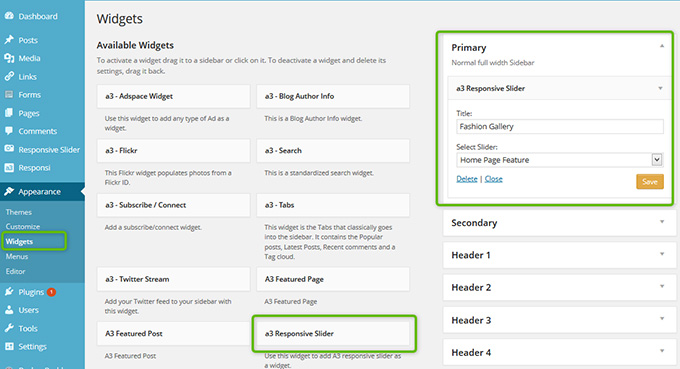 Dashboard
Posts
Media
Links
Forms
Pages
Comments
Responsive Slider
Responsi
Appearance
Themes
Customize
Widgets
Menus
Editor
Plugins 1
Users
Tools
Settings
Widgets
Available Widgets
To activate a widget drag it to a sidebar or click on it. To deactivate a widget and delete its
settings, drag it back.
a3 - Adspace Widget
Use this widget to add any type of Ad as a
widget.
a3 - Blog Author Info
This is a Blog Author Info widget.
a3 - Flickr
This Flickr widget populates photos from a
Flickr ID.
a3 - Search
This is a standardized search widget.
a3 - Subscribe / Connect
Add a subscribe/connect widget.
a3 - Tabs
This widget is the Tabs that classically goes
into the sidebar. It contains the Popular
posts, Latest Posts, Recent comments and a
Tag cloud.
a3 - Twitter Stream
Add your Twitter feed to your sidebar with
this widget.
A3 Featured Page
A3 Featured Page
A3 Featured Post
A3 Featured Post
a3 Responsive Slider
Use this widget to add A3 responsive slider as
a widget.
Primary
Normal full width Sidebar
a3 Responsive Slider
Title:
Fashion Gallery
Select Slider:
Home Page Feature
Delete | Close
Save
Secondary
Header 1
Header 2
Header 3
Header 4